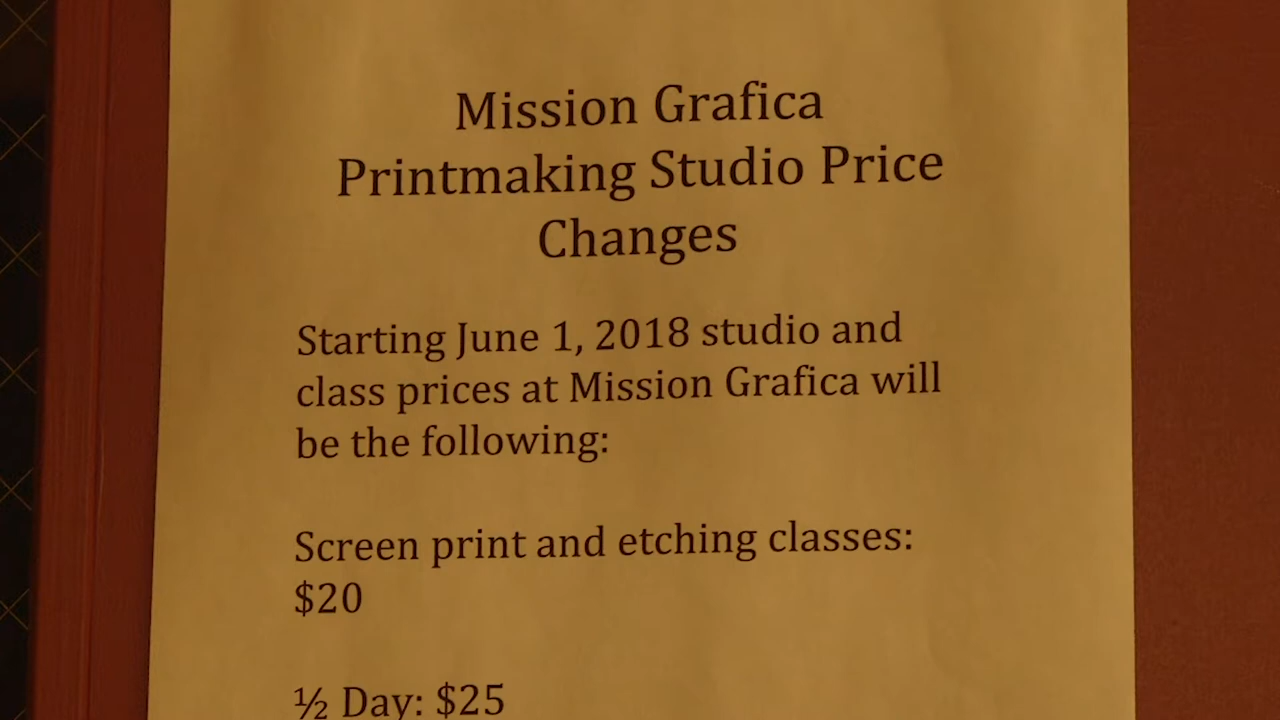 Mission Grafica
Printmaking Studio Price
Changes
Starting June 1, 2018 studio and
class prices at Mission Grafica will
be the following:
Screen print and etching classes:
$20
½ Day: $25